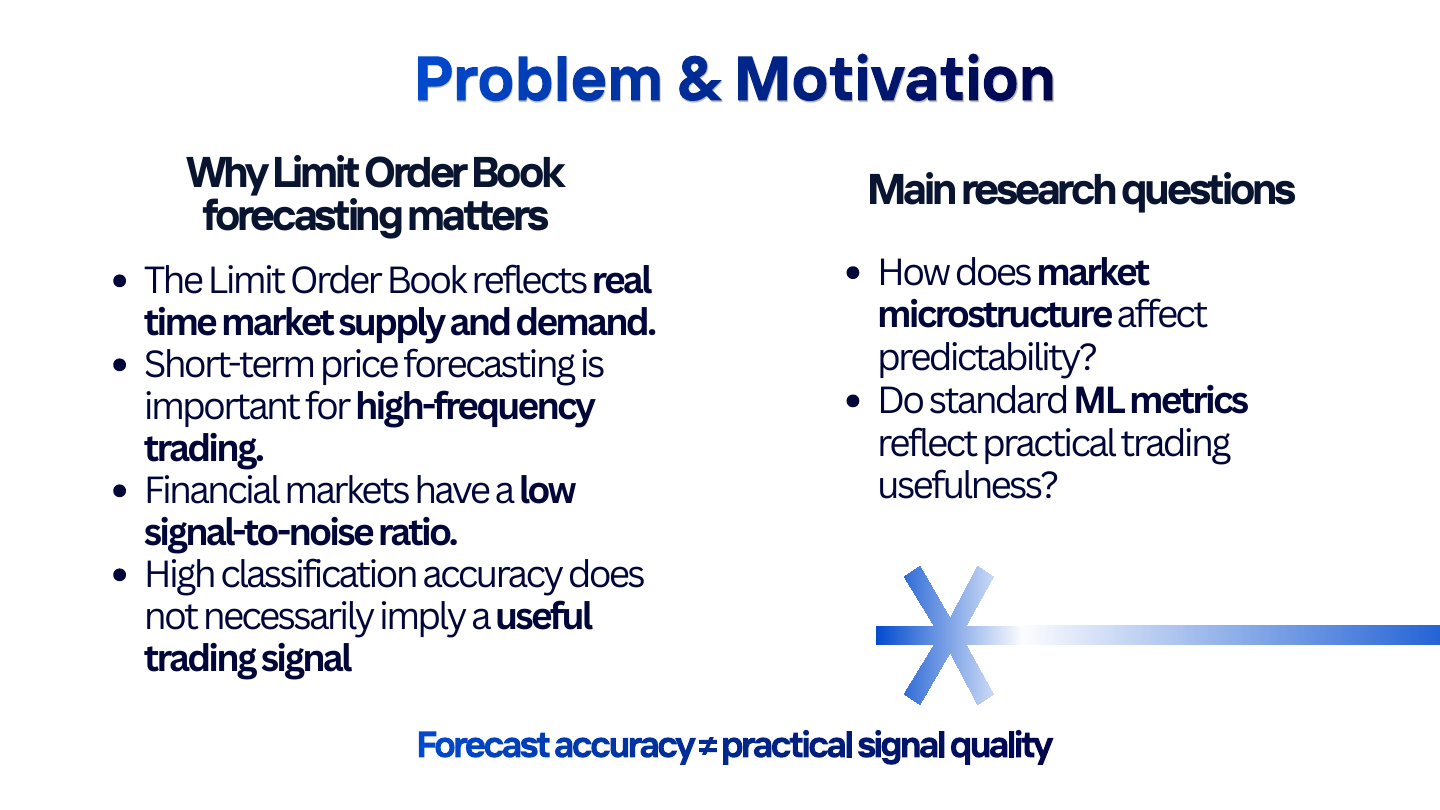 Problem & Motivation
Why Limit Order Book
forecasting matters
• The Limit Order Book reflects real
time market supply and demand.
• Short-term price forecasting is
important for high-frequency
trading.
• Financial markets have a low
signal-to-noise ratio.
• High classification accuracy does
not necessarily imply a useful
trading signal
Main research questions
• How does market
microstructure affect
predictability?
• Do standard ML metrics
reflect practical trading
usefulness?
Forecast accuracy ≠ practical signal quality